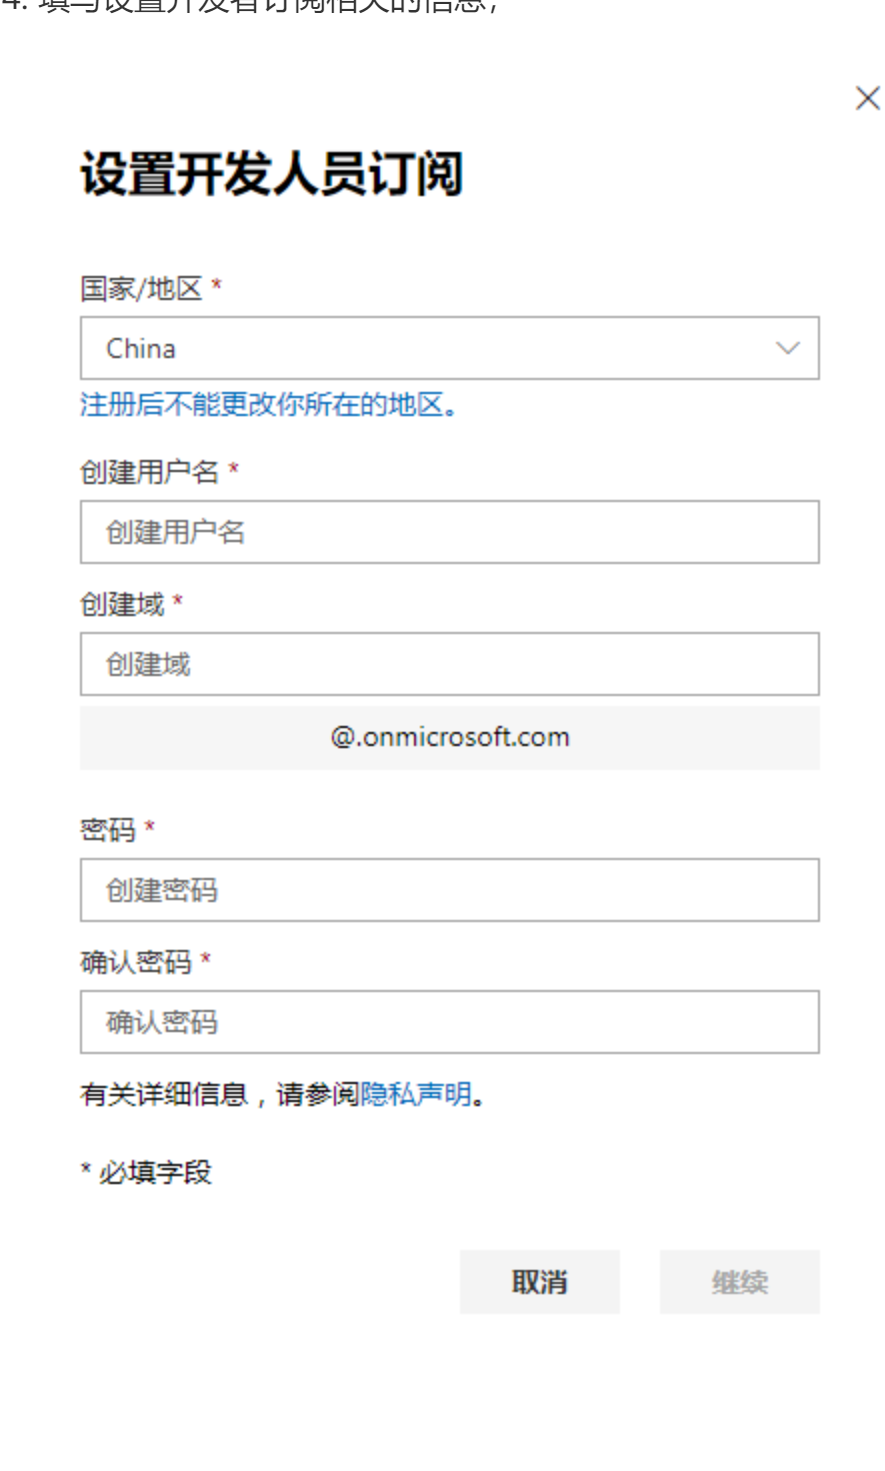 4. 填写设置开发者订阅相关的信息；
设置开发人员订阅
国家/地区 *
China
注册后不能更改你所在的地区。
创建用户名 *
创建用户名
创建域 *
创建域
@.onmicrosoft.com
密码 *
创建密码
确认密码 *
确认密码
有关详细信息，请参阅隐私声明。
* 必填字段
取消 继续